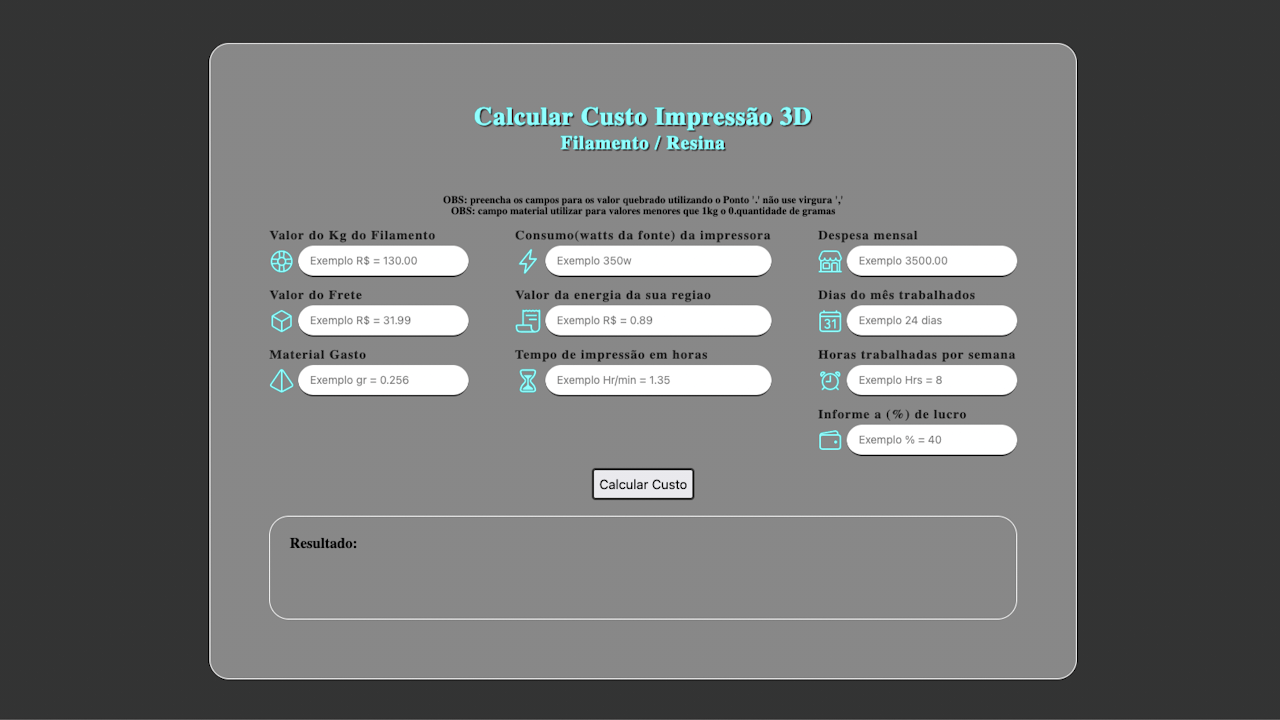 Calcular Custo Impressão 3D
Filamento / Resina
OBS: preencha os campos para os valor quebrado utilizando o Ponto '.' não use virgura ','
OBS: campo material utilizar para valores menores que 1kg o 0.quantidade de gramas
Valor do Kg do Filamento
Exemplo R$ = 130.00
Valor do Frete
Exemplo R$ = 31.99
Material Gasto
Exemplo gr = 0.256
Consumo(watts da fonte) da impressora
Exemplo 350w
Valor da energia da sua regiao
Exemplo R$ = 0.89
Tempo de impressão em horas
Exemplo Hr/min = 1.35
Despesa mensal
Exemplo 3500.00
Dias do mês trabalhados
31
Exemplo 24 dias
Horas trabalhadas por semana
Exemplo Hrs = 8
Informe a (%) de lucro
Exemplo % = 40
Calcular Custo
Resultado: